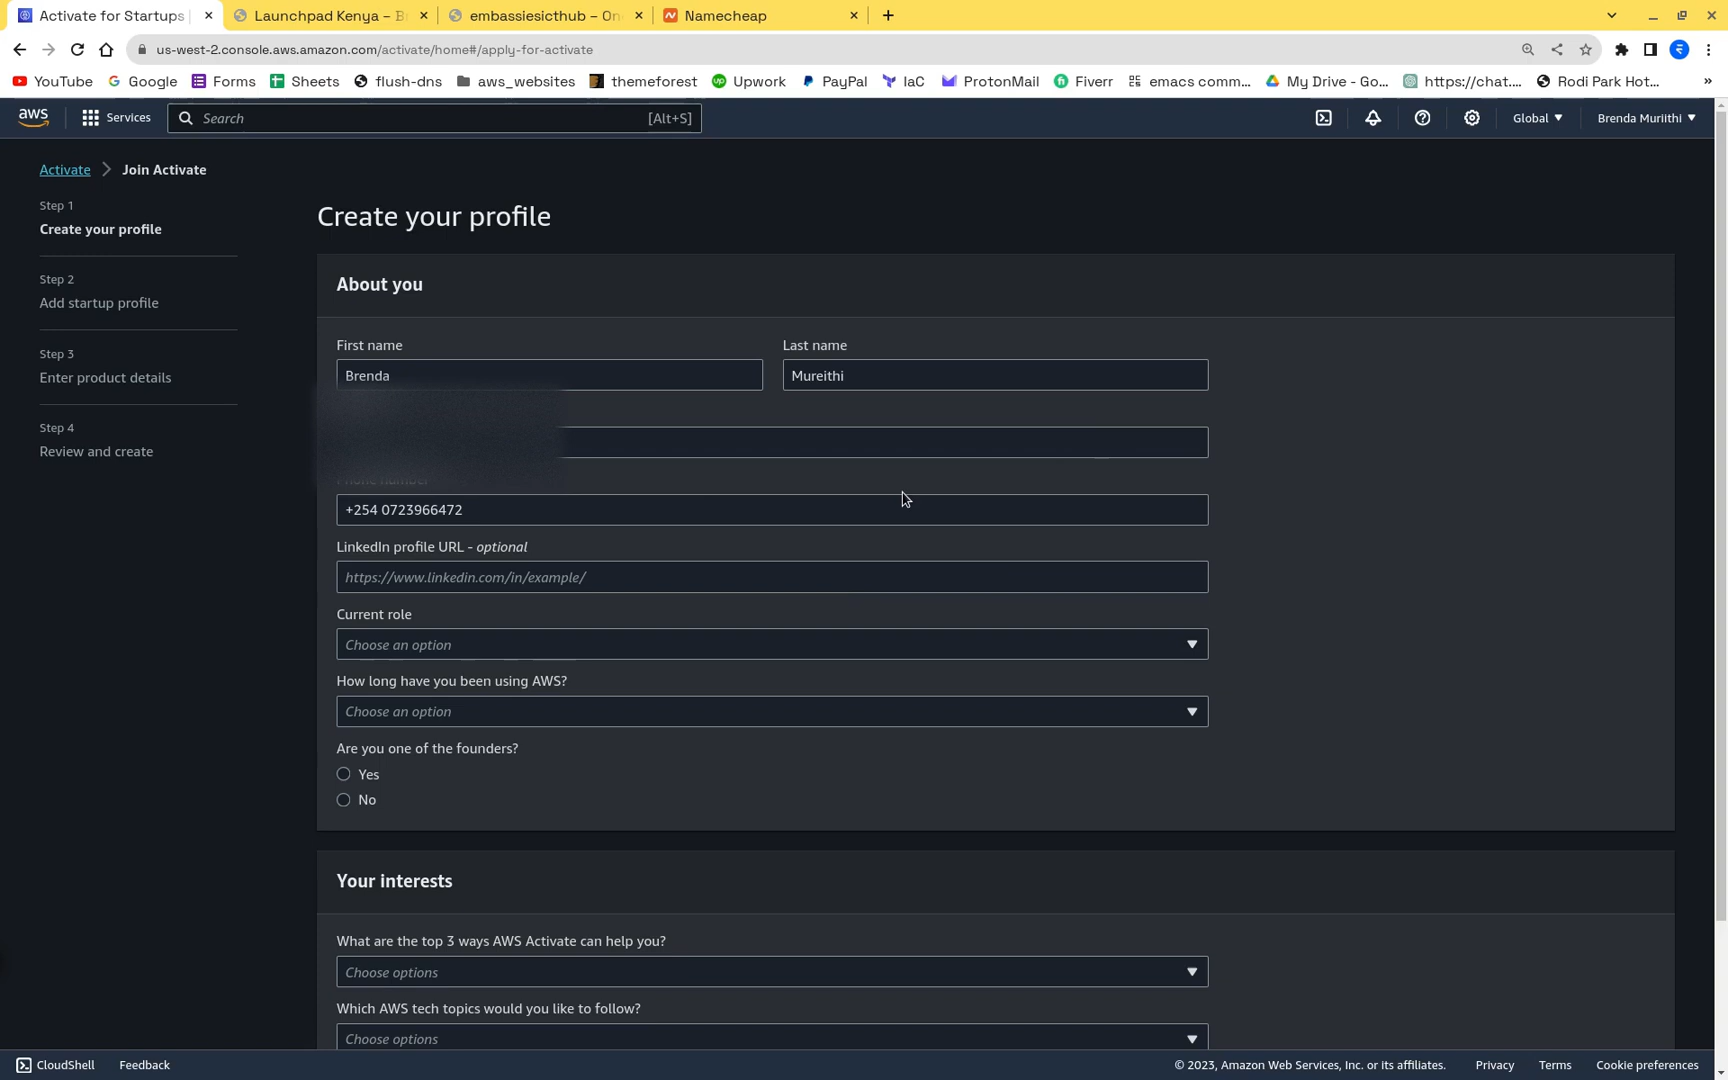 Activate for Startups
Launchpad Kenya – B
embassiesicthub – On
Namecheap
us-west-2.console.aws.amazon.com/activate/home#/apply-for-activate
YouTube
Google
Forms
Sheets
flush-dns
aws_websites
themeforest
Upwork
PayPal
IaC
ProtonMail
Fiverr
emacs comm...
My Drive - Go...
https://chat....
Rodi Park Hot...
»
aws
Services
Search
[Alt+S]
Global
Brenda Muriithi
Activate
Join Activate
Step 1
Create your profile
Step 2
Add startup profile
Step 3
Enter product details
Step 4
Review and create
Create your profile
About you
First name
Last name
Brenda
Mureithi
Phone number
+254 0723966472
LinkedIn profile URL - optional
https://www.linkedin.com/in/example/
Current role
Choose an option
How long have you been using AWS?
Choose an option
Are you one of the founders?
Yes
No
Your interests
What are the top 3 ways AWS Activate can help you?
Choose options
Which AWS tech topics would you like to follow?
Choose options
CloudShell
Feedback
© 2023, Amazon Web Services, Inc. or its affiliates.
Privacy
Terms
Cookie preferences